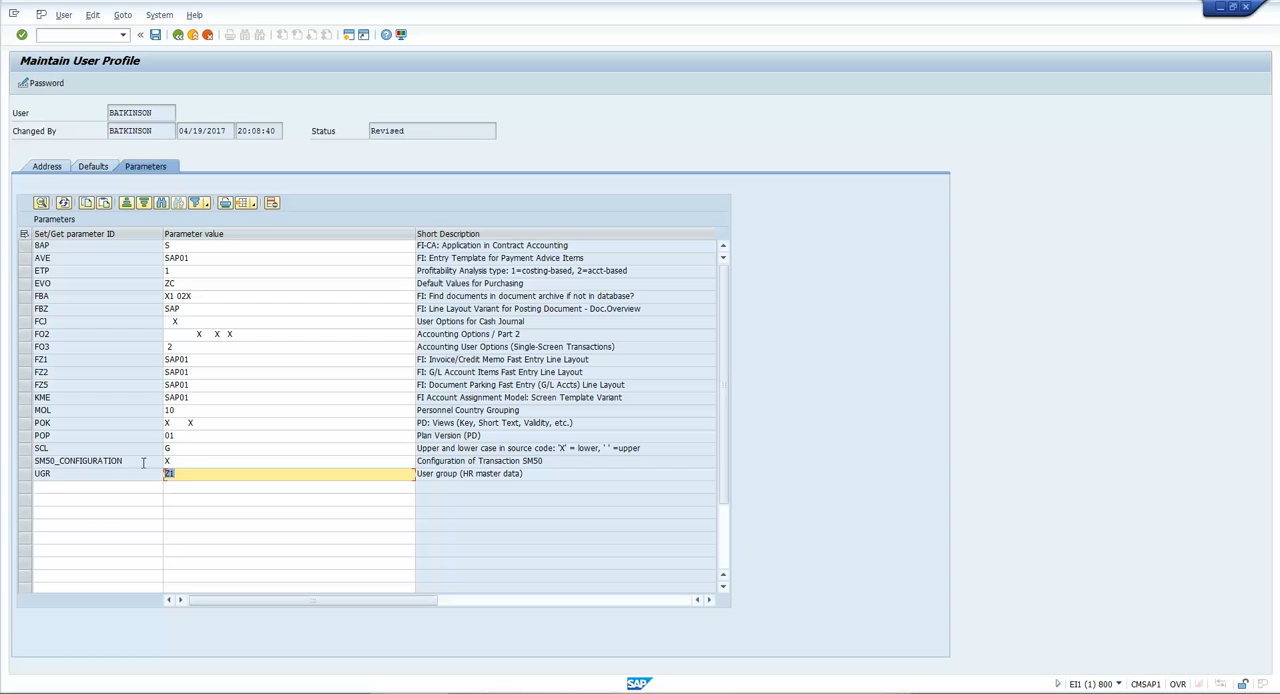 User Edit Goto System Help
Maintain User Profile
Password
User BATKINSON
Changed By BATKINSON 04/19/2017 20:08:40 Status Revised
Address Defaults Parameters
Parameters
Set/Get parameter ID Parameter value Short Description
8AP S FI-CA: Application in Contract Accounting
AVE SAP01 FI: Entry Template for Payment Advice Items
ETP 1 Profitability Analysis type: 1=costing-based, 2=acct-based
EVO ZC Default Values for Purchasing
FBA X1 02X FI: Find documents in document archive if not in database?
FBZ SAP FI: Line Layout Variant for Posting Document - Doc.Overview
FCJ X User Options for Cash Journal
FO2 X X X Accounting Options / Part 2
FO3 2 Accounting User Options (Single-Screen Transactions)
FZ1 SAP01 FI: Invoice/Credit Memo Fast Entry Line Layout
FZ2 SAP01 FI: G/L Account Items Fast Entry Line Layout
FZ5 SAP01 FI: Document Parking Fast Entry (G/L Accts) Line Layout
KME SAP01 FI Account Assignment Model: Screen Template Variant
MOL 10 Personnel Country Grouping
POK X X PD: Views (Key, Short Text, Validity, etc.)
POP 01 Plan Version (PD)
SCL G Upper and lower case in source code: 'X' = lower, ' ' =upper
SM50_CONFIGURATION X Configuration of Transaction SM50
UGR Z1 User group (HR master data)
SAP EI1 (1) 800 CMSAP1 OVR